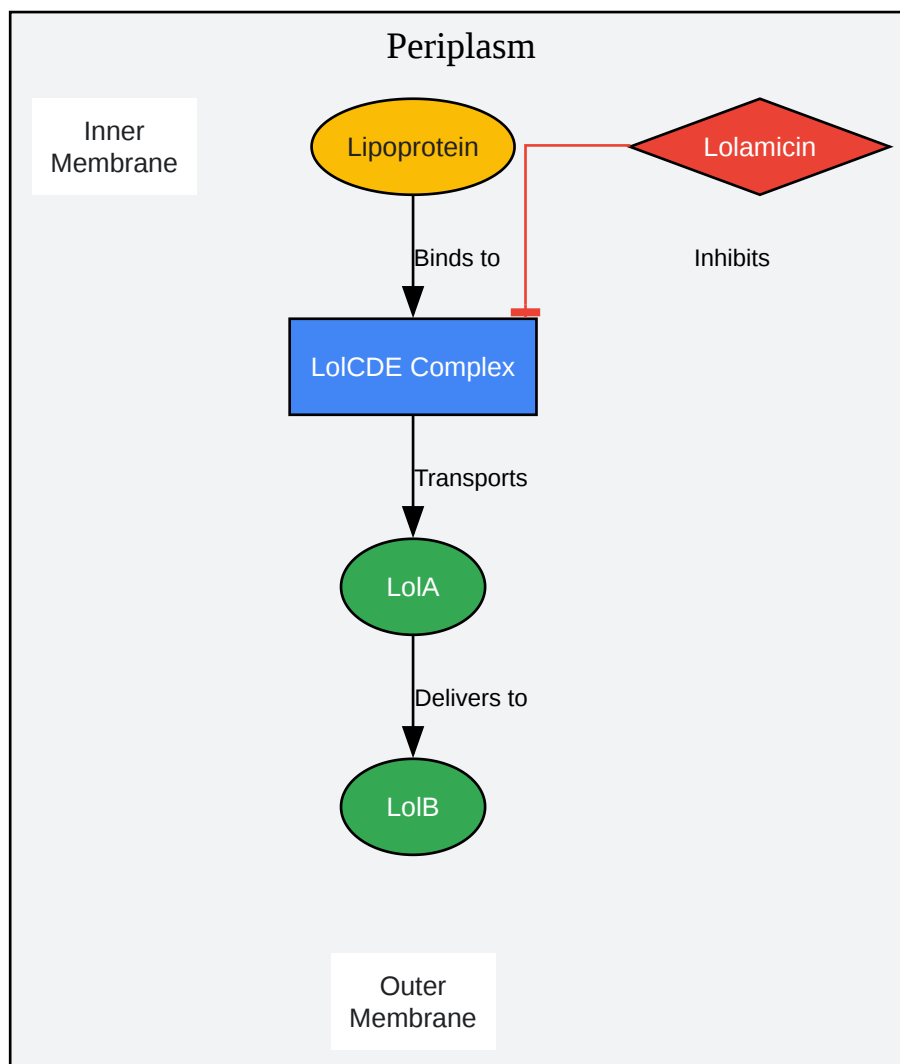 Periplasm
Inner
Membrane
Lipoprotein
Lolamicin
Binds to
Inhibits
LolCDE Complex
Transports
LolA
Delivers to
LolB
Outer
Membrane